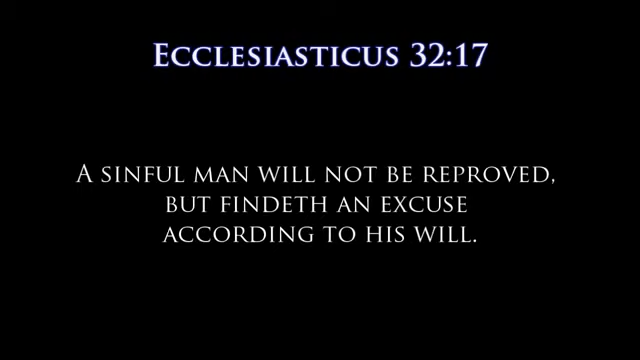 Ecclesiasticus 32:17
A sinful man will not be reproved,
but findeth an excuse
according to his will.